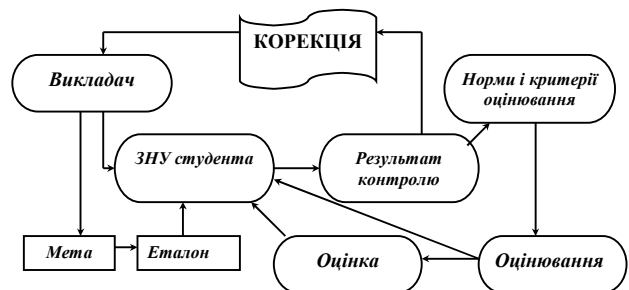 КОРЕКЦІЯ
Викладач
Норми і критерії
оцінювання
ЗНУ студента
Результат
контролю
Мета
Еталон
Оцінка
Оцінювання